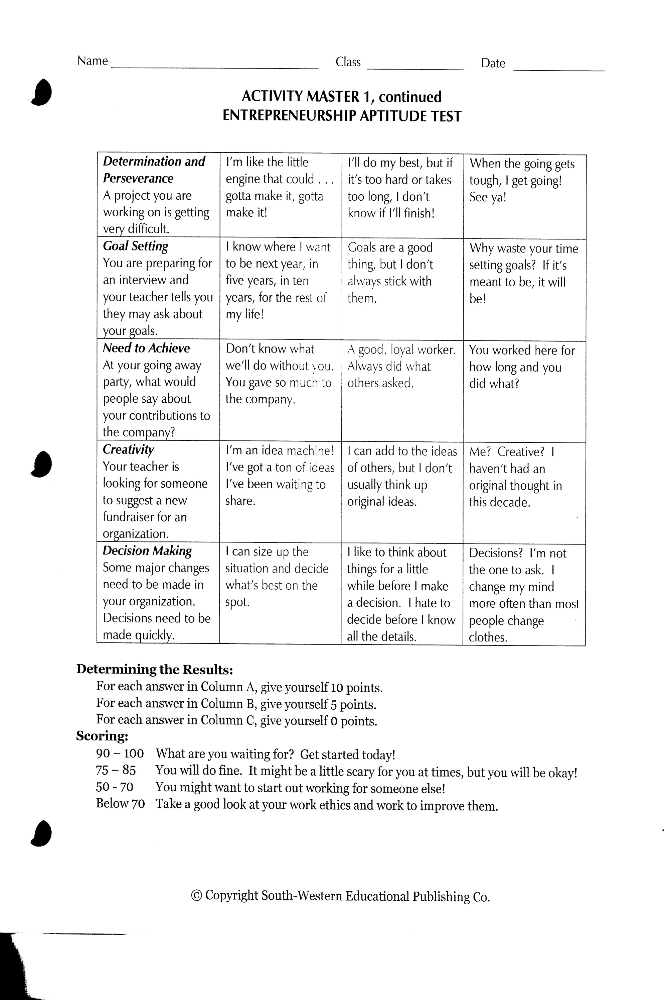 Name Class Date
ACTIVITY MASTER 1, continued
ENTREPRENEURSHIP APTITUDE TEST
Determination and
Perseverance
A project you are
working on is getting
very difficult.
I'm like the little
engine that could . . .
gotta make it, gotta
make it!
I'll do my best, but if
it's too hard or takes
too long, I don't
know if I'll finish!
When the going gets
tough, I get going!
See ya!
Goal Setting
You are preparing for
an interview and
your teacher tells you
they may ask about
your goals.
I know where I want
to be next year, in
five years, in ten
years, for the rest of
my life!
Goals are a good
thing, but I don't
always stick with
them.
Why waste your time
setting goals? If it's
meant to be, it will
be!
Need to Achieve
At your going away
party, what would
people say about
your contributions to
the company?
Don't know what
we'll do without you.
You gave so much to
the company.
A good, loyal worker.
Always did what
others asked.
You worked here for
how long and you
did what?
Creativity
Your teacher is
looking for someone
to suggest a new
fundraiser for an
organization.
I'm an idea machine!
I've got a ton of ideas
I've been waiting to
share.
I can add to the ideas
of others, but I don't
usually think up
original ideas.
Me? Creative? I
haven't had an
original thought in
this decade.
Decision Making
Some major changes
need to be made in
your organization.
Decisions need to be
made quickly.
I can size up the
situation and decide
what's best on the
spot.
I like to think about
things for a little
while before I make
a decision. I hate to
decide before I know
all the details.
Decisions? I'm not
the one to ask. I
change my mind
more often than most
people change
clothes.
Determining the Results:
For each answer in Column A, give yourself 10 points.
For each answer in Column B, give yourself 5 points.
For each answer in Column C, give yourself 0 points.
Scoring:
90 – 100 What are you waiting for? Get started today!
75 – 85 You will do fine. It might be a little scary for you at times, but you will be okay!
50 - 70 You might want to start out working for someone else!
Below 70 Take a good look at your work ethics and work to improve them.
© Copyright South-Western Educational Publishing Co.